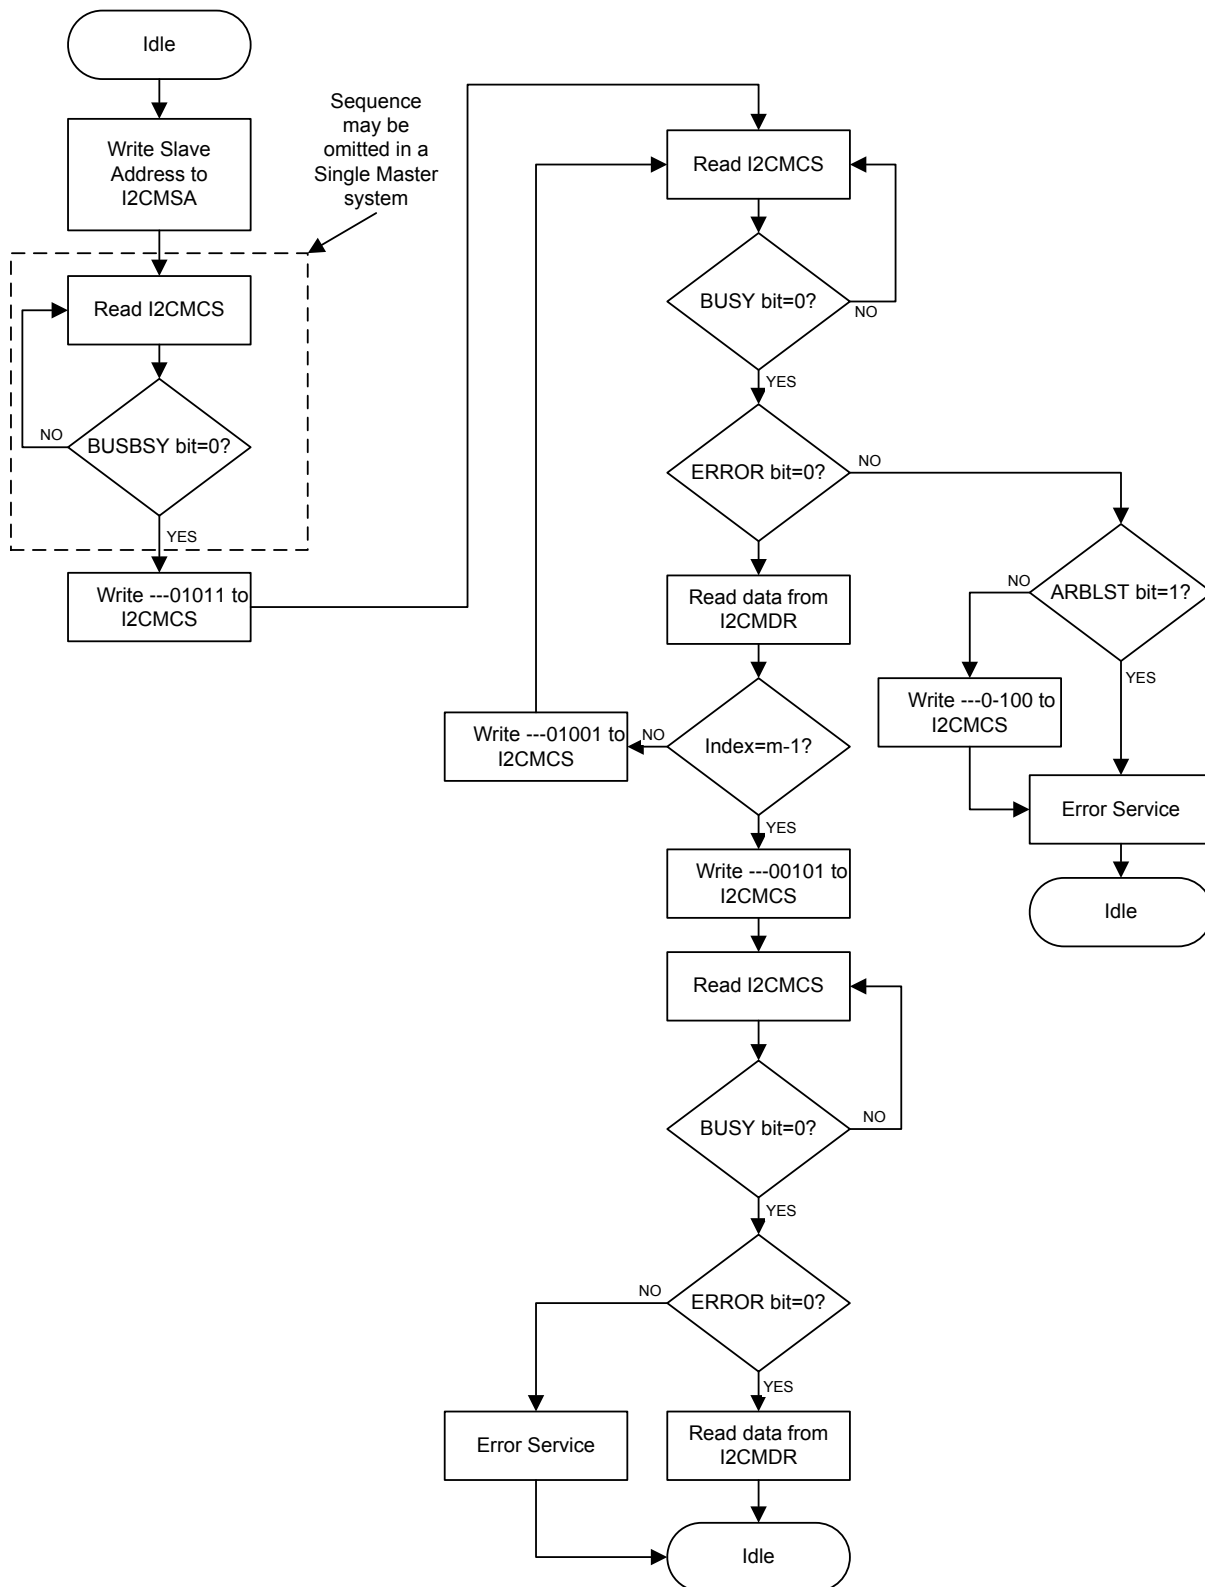 Idle
Write Slave
Address to
I2CMSA
Sequence
may be
omitted in a
Single Master
system
Read I2CMCS
BUSBSY bit=0?
NO
YES
Write ---01011 to
I2CMCS
Read I2CMCS
BUSY bit=0?
NO
YES
ERROR bit=0?
NO
ARBLST bit=1?
NO
YES
Write ---0-100 to
I2CMCS
Error Service
Idle
Read data from
I2CMDR
Index=m-1?
NO
Write ---01001 to
I2CMCS
YES
Write ---00101 to
I2CMCS
Read I2CMCS
BUSY bit=0?
NO
YES
ERROR bit=0?
NO
YES
Error Service
Read data from
I2CMDR
Idle